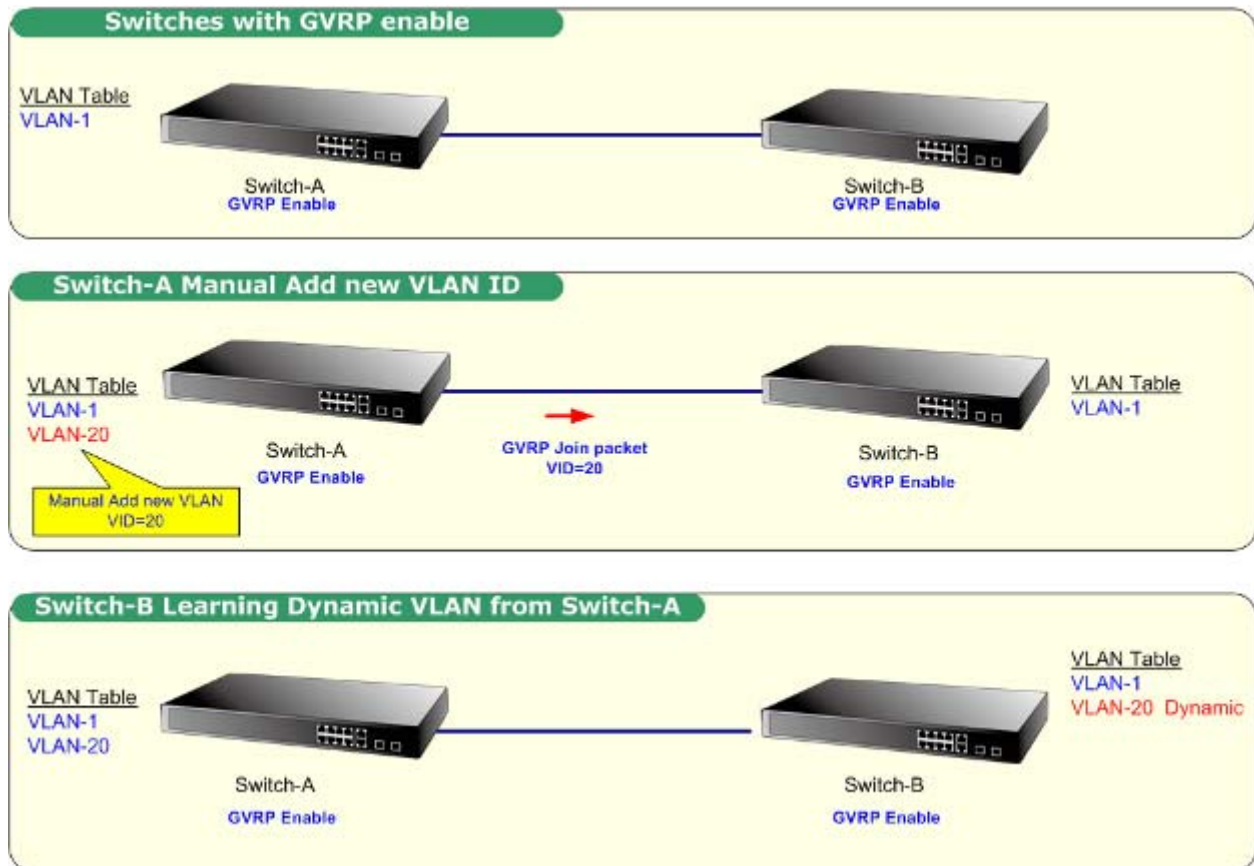 Switches with GVRP enable
VLAN Table
VLAN-1
Switch-A
GVRP Enable
Switch-B
GVRP Enable
Switch-A Manual Add new VLAN ID
VLAN Table
VLAN-1
VLAN-20
Manual Add new VLAN
VID=20
Switch-A
GVRP Enable
GVRP Join packet
VID=20
Switch-B
GVRP Enable
VLAN Table
VLAN-1
Switch-B Learning Dynamic VLAN from Switch-A
VLAN Table
VLAN-1
VLAN-20
Switch-A
GVRP Enable
Switch-B
GVRP Enable
VLAN Table
VLAN-1
VLAN-20 Dynamic